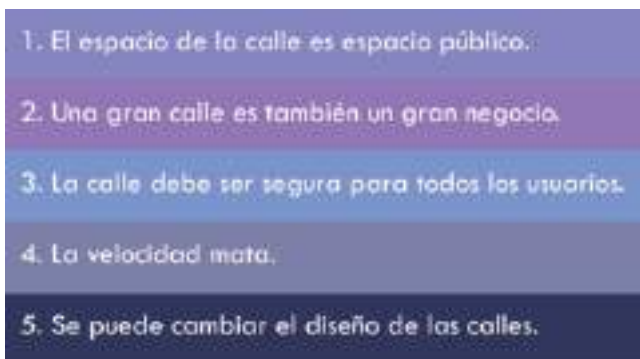 1. El espacio de la calle es espacio público.
2. Una gran calle es también un gran negocio.
3. La calle debe ser segura para todos los usuarios.
4. La velocidad mata.
5. Se puede cambiar el diseño de las calles.